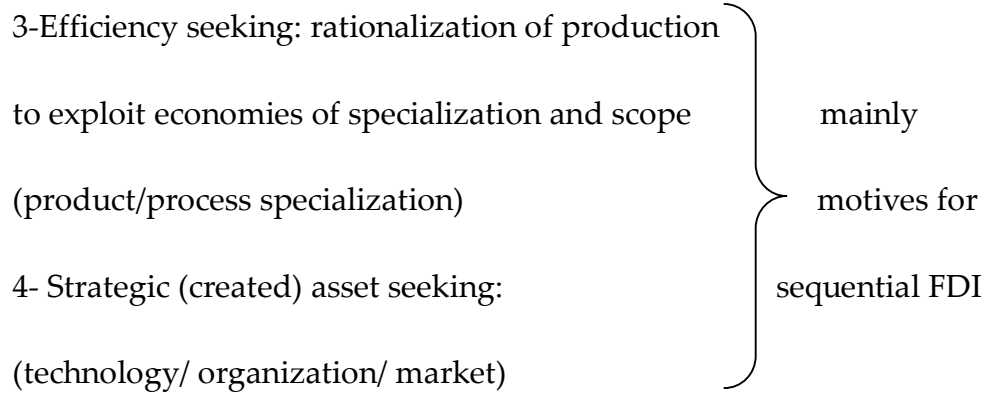 3-Efficiency seeking: rationalization of production
to exploit economies of specialization and scope
mainly
(product/process specialization)
motives for
4- Strategic (created) asset seeking:
sequential FDI
(technology/ organization/ market)